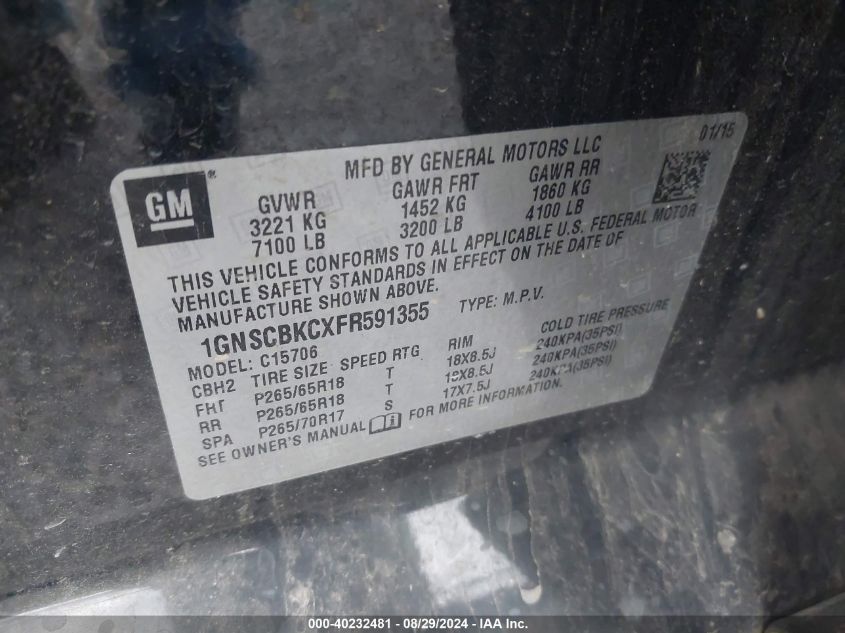 01/15
MFD BY GENERAL MOTORS LLC
GM®
GVWR GAWR FRT GAWR RR
3221 KG 1452 KG 1860 KG
7100 LB 3200 LB 4100 LB
THIS VEHICLE CONFORMS TO ALL APPLICABLE U.S. FEDERAL MOTOR
VEHICLE SAFETY STANDARDS IN EFFECT ON THE DATE OF
MANUFACTURE SHOWN ABOVE.
1GNSCBKCXFR591355 TYPE: M.P.V.
MODEL: C15706
CBH2 TIRE SIZE SPEED RTG RIM COLD TIRE PRESSURE
FRT P265/65R18 T 18X8.5J 240KPA(35PSI)
RR P265/65R18 T 18X8.5J 240KPA(35PSI)
SPA P265/70R17 S 17X7.5J 240KPA(35PSI)
SEE OWNER'S MANUAL FOR MORE INFORMATION.
000-40232481 - 08/29/2024 - IAA Inc.